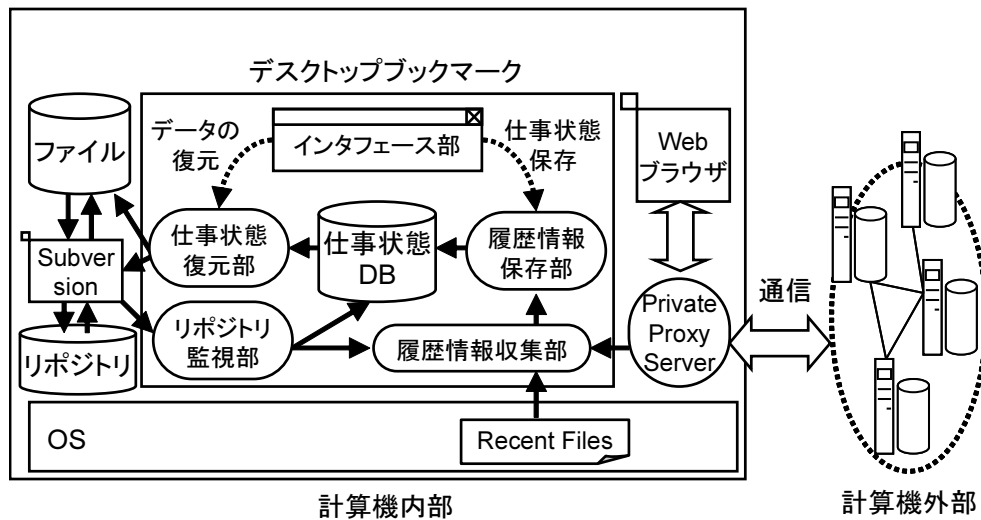 デスクトップブックマーク
ファイル
データの
復元
インタフェース部
仕事状態
保存
Web
ブラウザ
仕事状態
復元部
仕事状態
DB
履歴情報
保存部
Subver
sion
リポジトリ
リポジトリ
監視部
履歴情報収集部
Private
Proxy
Server
通信
OS
Recent Files
計算機内部
計算機外部